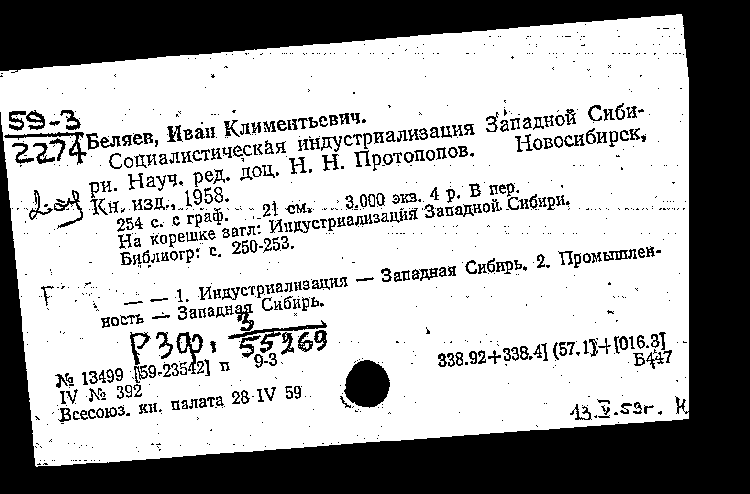 59-3
2274
Беляев, Иван Климентьевич.
Социалистическая индустриализация Западной Сиби-
ри. Науч. ред. доц. Н. Н. Протопопов. Новосибирск,
Кн. изд., 1958.
254 с. с граф. 21 см. 3.000 экз. 4 р. В пер.
На корешке загл: Индустриализация Западной Сибири.
Библиогр: с. 250-253.
— — 1. Индустриализация — Западная Сибирь. 2. Промышлен-
ность — Западная Сибирь.
3
55269
№ 13499 [59-23542] п 9-3
338.92+338.4] (57.1)+[016.3]
IV № 392
Б447
Всесоюз. кн. палата 28 IV 59
13.V.59г. Н